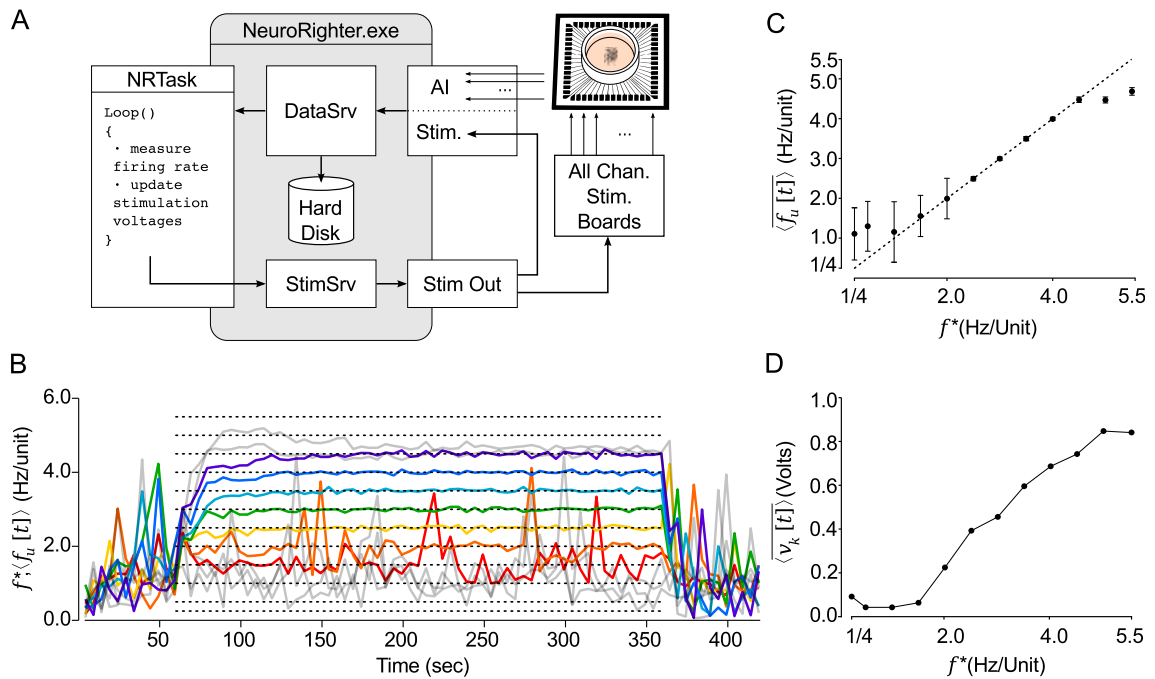 A
NeuroRighter.exe
NRTask
Loop()
{
• measure
firing rate
• update
stimulation
voltages
}
DataSrv
AI
...
Stim.
...
Hard
Disk
All Chan.
Stim.
Boards
StimSrv
Stim Out
B
6.0
4.0
2.0
0.0
f*;⟨f_u [t]⟩ (Hz/unit)
50
100
150
200
250
300
350
400
Time (sec)
C
5.5
5.0
4.0
3.0
2.0
1.0
1/4
⟨f_u [t]⟩ (Hz/unit)
1/4
2.0
4.0
5.5
f*(Hz/Unit)
D
1.0
0.8
0.6
0.4
0.2
0.0
⟨v_k [t]⟩(Volts)
1/4
2.0
4.0
5.5
f*(Hz/Unit)